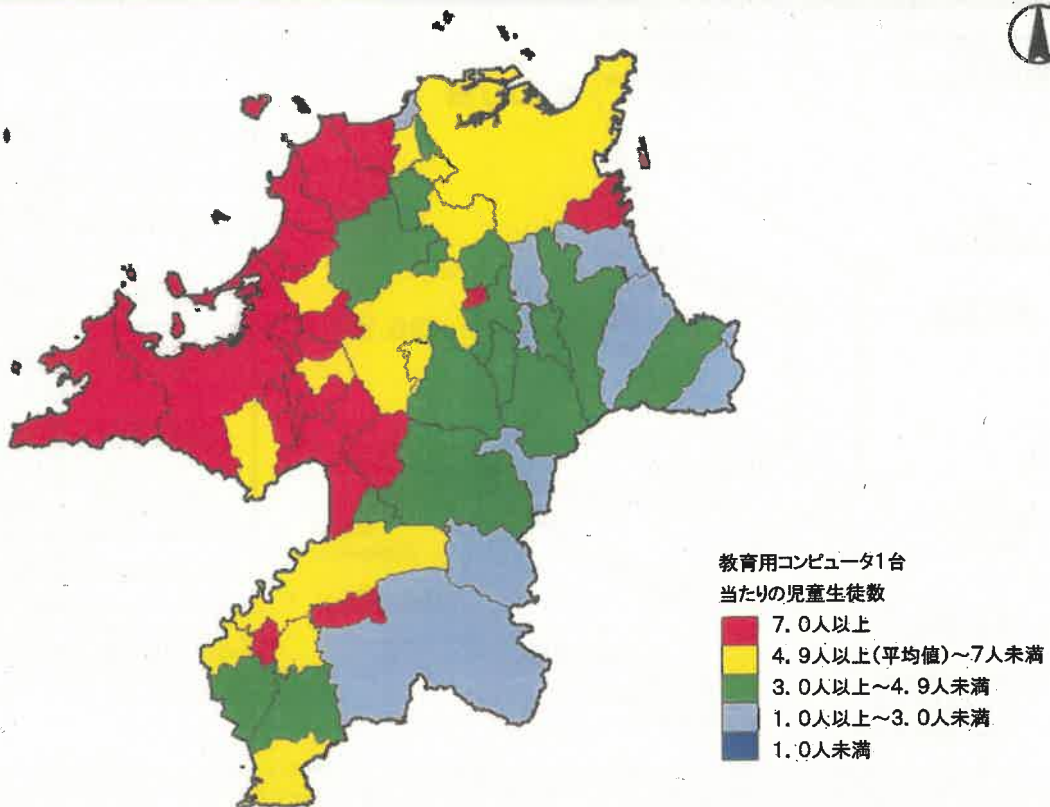 教育用コンピュータ1台
当たりの児童生徒数
7.0人以上
4.9人以上(平均値)～7人未満
3.0人以上～4.9人未満
1.0人以上～3.0人未満
1.0人未満